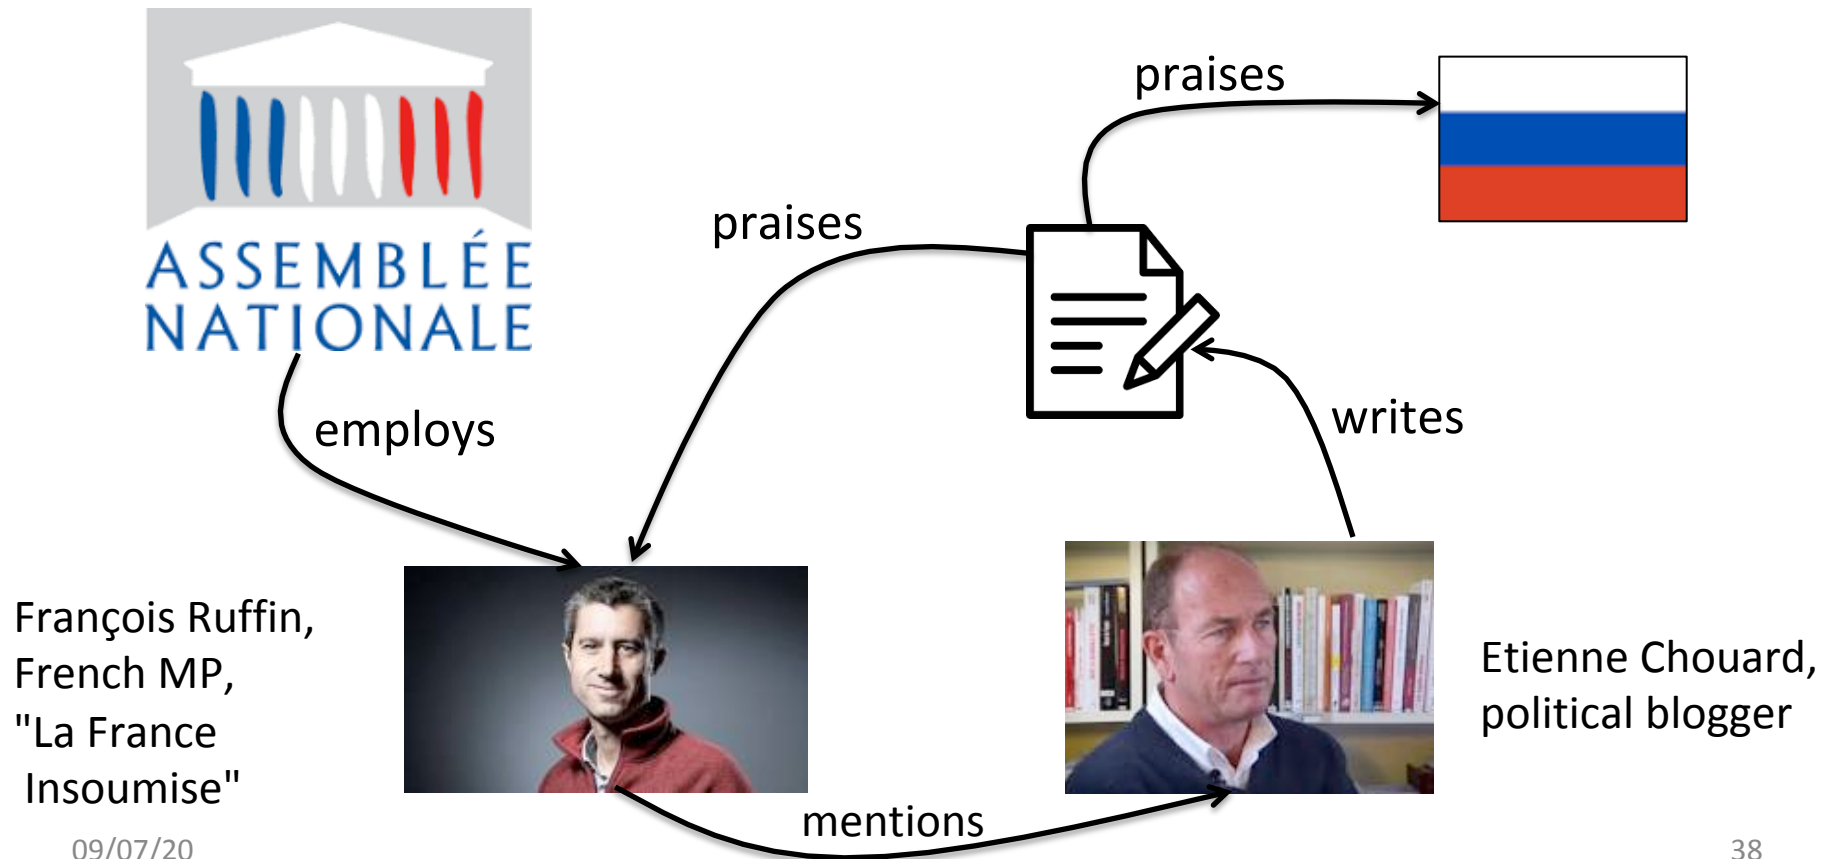 praises
praises
ASSEMBLÉE
NATIONALE
employs
writes
François Ruffin,
French MP,
"La France
Insoumise"
Etienne Chouard,
political blogger
mentions
09/07/20
38